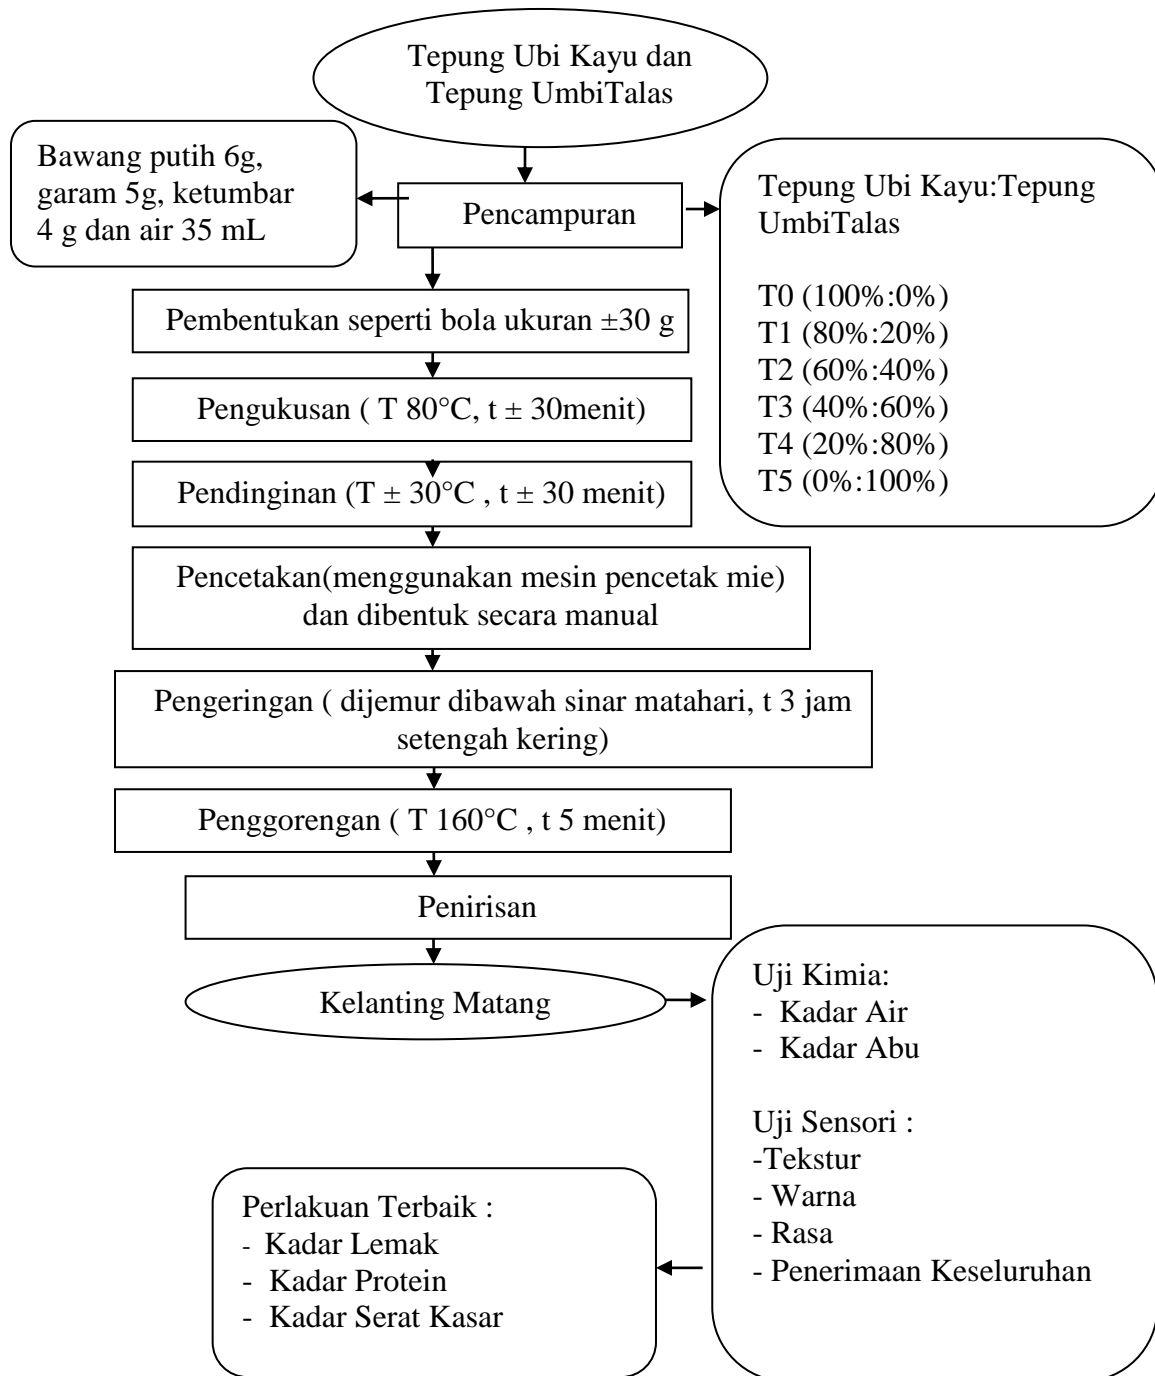 Tepung Ubi Kayu dan
Tepung UmbiTalas
Bawang putih 6g,
garam 5g, ketumbar
4 g dan air 35 mL
Pencampuran
Tepung Ubi Kayu:Tepung
UmbiTalas
T0 (100%:0%)
T1 (80%:20%)
T2 (60%:40%)
T3 (40%:60%)
T4 (20%:80%)
T5 (0%:100%)
Pembentukan seperti bola ukuran ±30 g
Pengukusan ( T 80°C, t ± 30menit)
Pendinginan (T ± 30°C , t ± 30 menit)
Pencetakan(menggunakan mesin pencetak mie)
dan dibentuk secara manual
Pengeringan ( dijemur dibawah sinar matahari, t 3 jam
setengah kering)
Penggorengan ( T 160°C , t 5 menit)
Penirisan
Kelanting Matang
Uji Kimia:
- Kadar Air
- Kadar Abu
Uji Sensori :
-Tekstur
- Warna
- Rasa
- Penerimaan Keseluruhan
Perlakuan Terbaik :
- Kadar Lemak
- Kadar Protein
- Kadar Serat Kasar